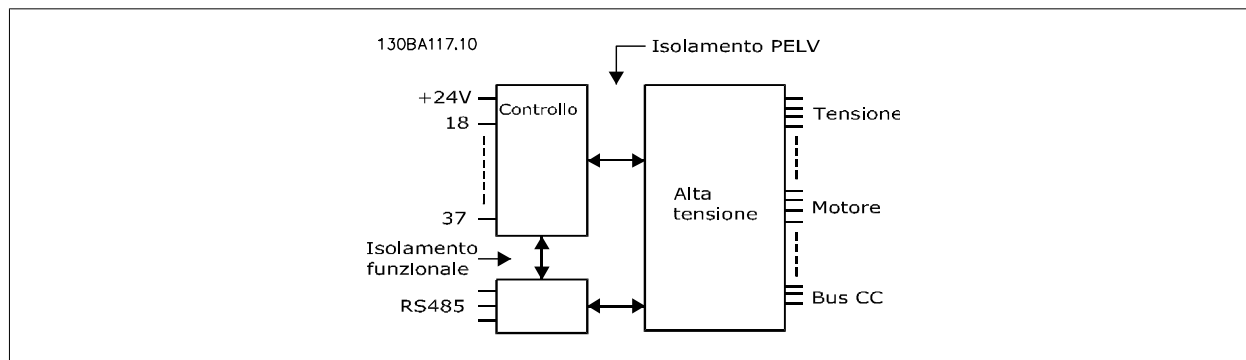 130BA117.10
Isolamento PELV
+24V
Controllo
18
37
Tensione
Alta
tensione
Motore
Isolamento
funzionale
RS485
Bus CC